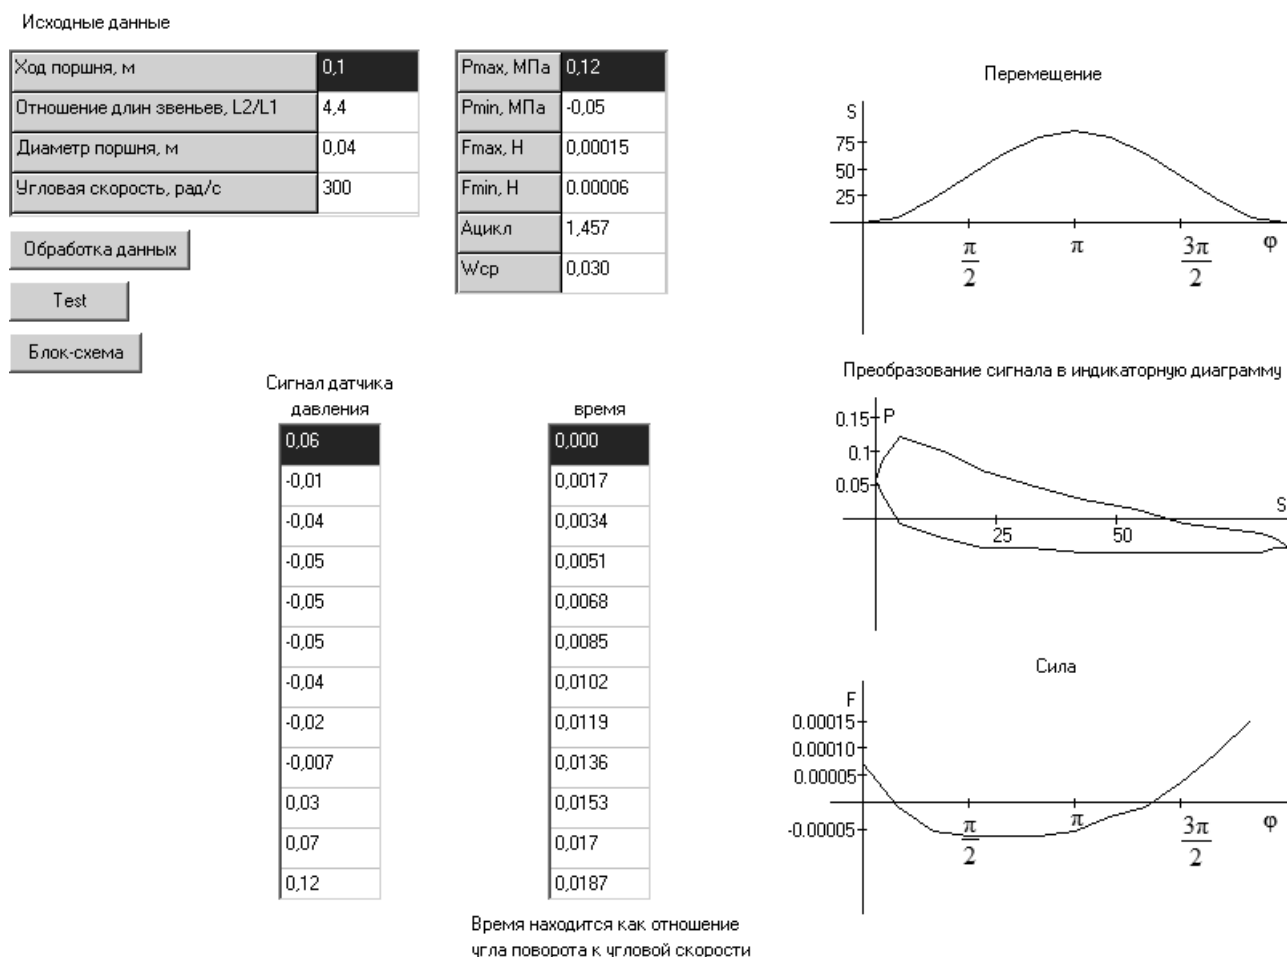 Исходные данные
Ход поршня, м 0,1
Отношение длин звеньев, L2/L1 4,4
Диаметр поршня, м 0,04
Угловая скорость, рад/с 300
Обработка данных
Test
Блок-схема
Pmax, МПа 0,12
Pmin, МПа -0,05
Fmax, Н 0,00015
Fmin, Н 0.00006
Aцикл 1,457
Wср 0,030
Перемещение
S
75
50
25
π/2 π 3π/2 φ
Сигнал датчика
давления
0,06
-0,01
-0,04
-0,05
-0,05
-0,05
-0,04
-0,02
-0,007
0,03
0,07
0,12
время
0,000
0,0017
0,0034
0,0051
0,0068
0,0085
0,0102
0,0119
0,0136
0,0153
0,017
0,0187
Время находится как отношение
угла поворота к угловой скорости
Преобразование сигнала в индикаторную диаграмму
0.15 P
0.1
0.05
S
25 50
Сила
F
0.00015
0.00010
0.00005
-0.00005
π/2 π 3π/2 φ